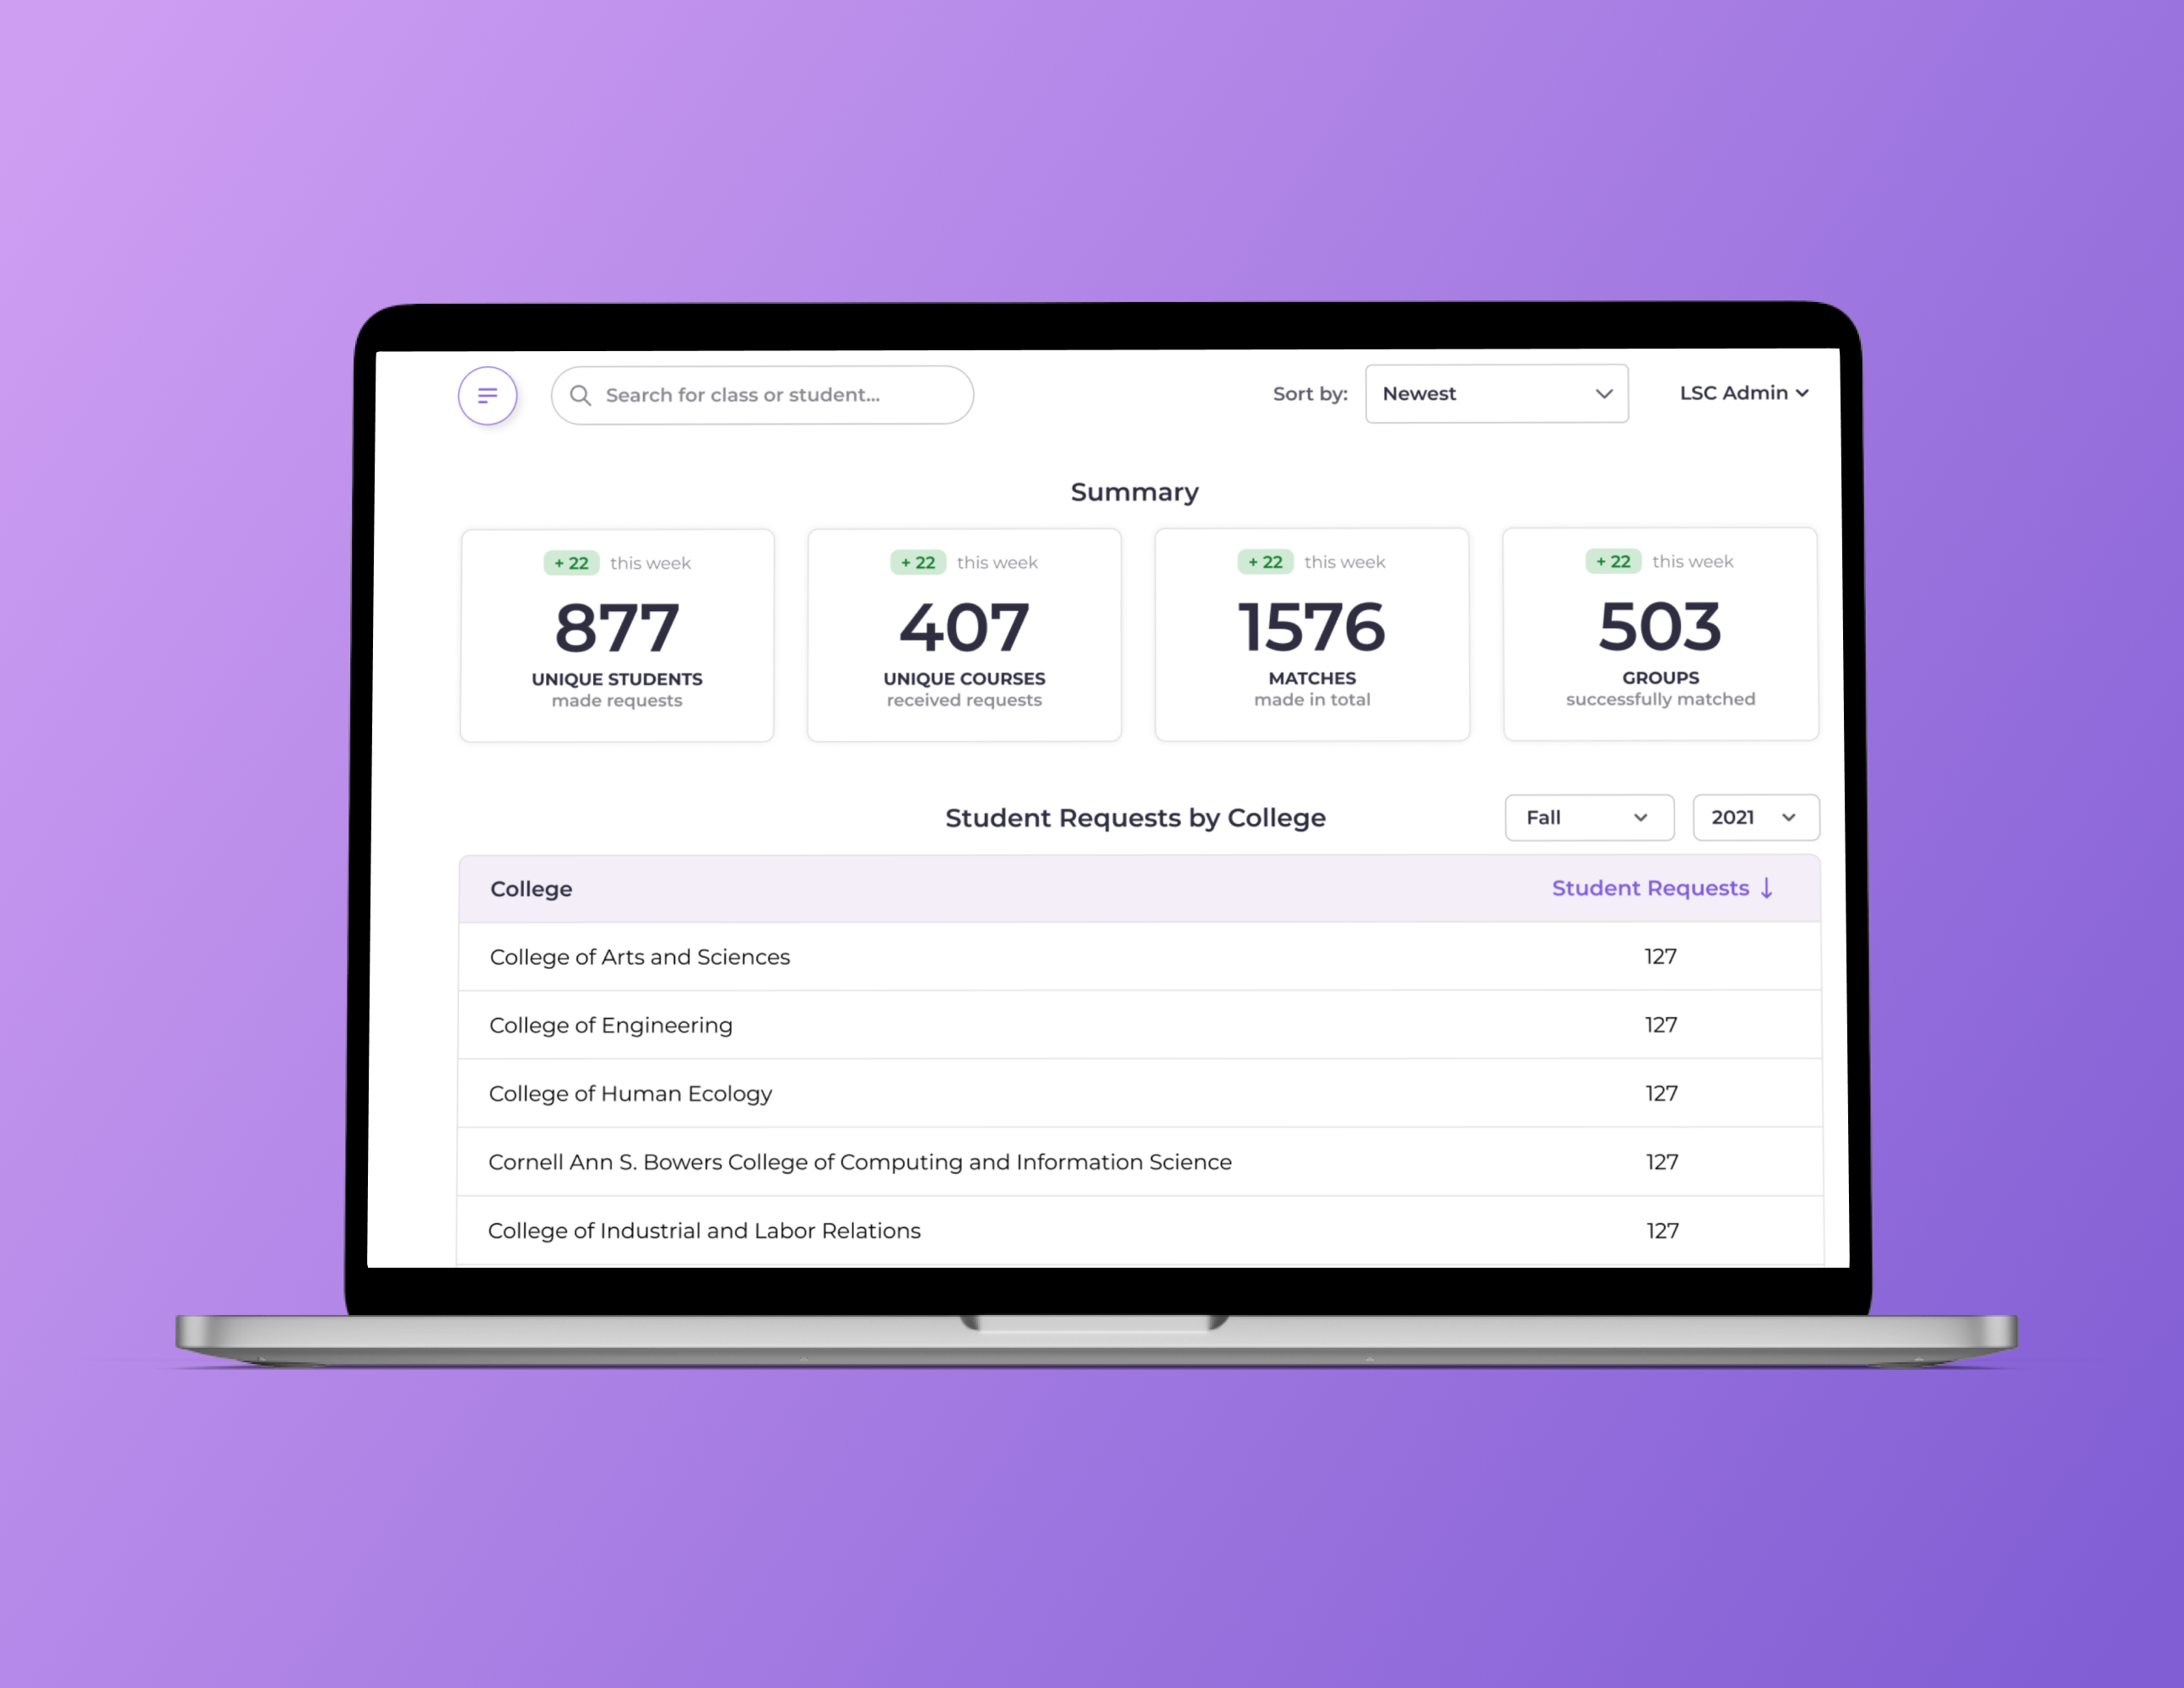 Search for class or student...
Sort by:
Newest
LSC Admin
Summary
+ 22 this week
877
UNIQUE STUDENTS
made requests
+ 22 this week
407
UNIQUE COURSES
received requests
+ 22 this week
1576
MATCHES
made in total
+ 22 this week
503
GROUPS
successfully matched
Student Requests by College
Fall
2021
College
Student Requests ↓
College of Arts and Sciences 127
College of Engineering 127
College of Human Ecology 127
Cornell Ann S. Bowers College of Computing and Information Science 127
College of Industrial and Labor Relations 127